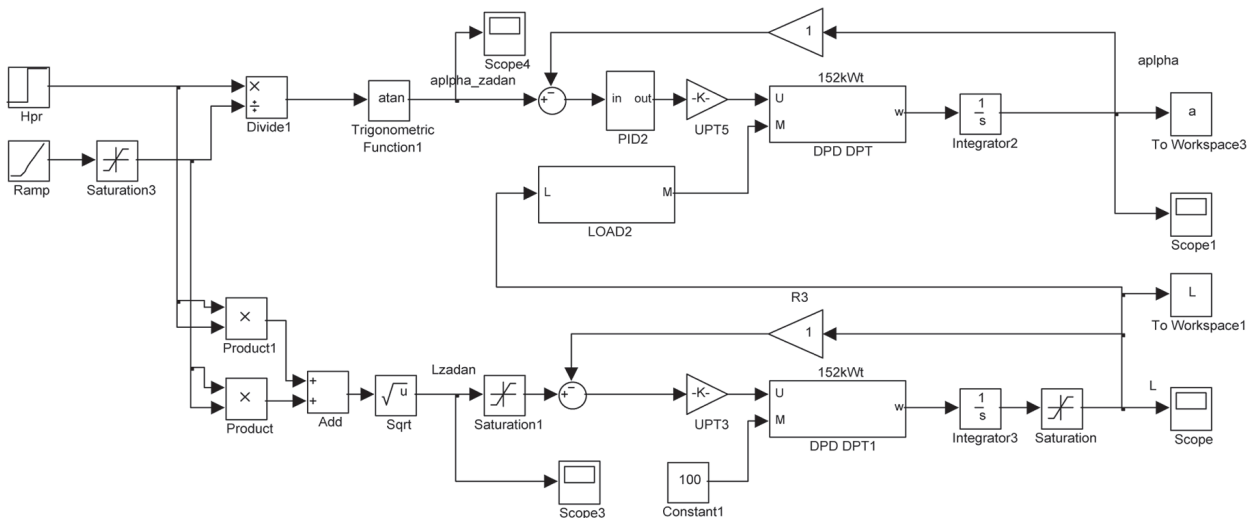 Hpr
Ramp
Saturation3
×
÷
Divide1
atan
Trigonometric
Function1
Scope4
aplpha_zadan
+
−
in out
PID2
-K-
UPT5
1
152kWt
U
M
w
DPD DPT
1
s
Integrator2
aplpha
a
To Workspace3
Scope1
L
M
LOAD2
R3
L
To Workspace1
×
Product1
×
Product
+
+
Add
√u
Sqrt
Lzadan
Saturation1
Scope3
+
−
1
-K-
UPT3
100
Constant1
152kWt
U
M
w
DPD DPT1
1
s
Integrator3
Saturation
L
Scope